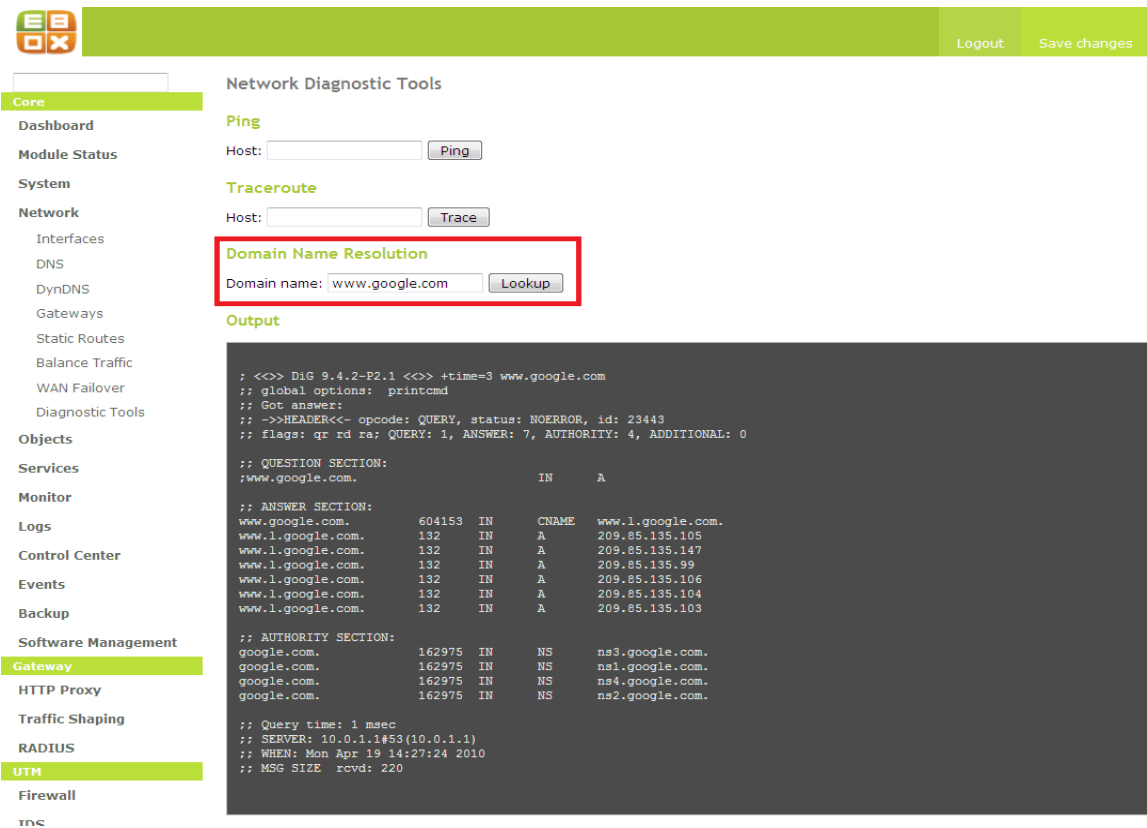 EBOX
Logout Save changes
Core
Dashboard
Module Status
System
Network
Interfaces
DNS
DynDNS
Gateways
Static Routes
Balance Traffic
WAN Failover
Diagnostic Tools
Objects
Services
Monitor
Logs
Control Center
Events
Backup
Software Management
Gateway
HTTP Proxy
Traffic Shaping
RADIUS
UTM
Firewall
IDS
Network Diagnostic Tools
Ping
Host: Ping
Traceroute
Host: Trace
Domain Name Resolution
Domain name: www.google.com Lookup
Output
; <<>> DiG 9.4.2-P2.1 <<>> +time=3 www.google.com
;; global options: printcmd
;; Got answer:
;; ->>HEADER<<- opcode: QUERY, status: NOERROR, id: 23443
;; flags: qr rd ra; QUERY: 1, ANSWER: 7, AUTHORITY: 4, ADDITIONAL: 0
;; QUESTION SECTION:
;www.google.com. IN A
;; ANSWER SECTION:
www.google.com. 604153 IN CNAME www.l.google.com.
www.l.google.com. 132 IN A 209.85.135.105
www.l.google.com. 132 IN A 209.85.135.147
www.l.google.com. 132 IN A 209.85.135.99
www.l.google.com. 132 IN A 209.85.135.106
www.l.google.com. 132 IN A 209.85.135.104
www.l.google.com. 132 IN A 209.85.135.103
;; AUTHORITY SECTION:
google.com. 162975 IN NS ns3.google.com.
google.com. 162975 IN NS ns1.google.com.
google.com. 162975 IN NS ns4.google.com.
google.com. 162975 IN NS ns2.google.com.
;; Query time: 1 msec
;; SERVER: 10.0.1.1#53(10.0.1.1)
;; WHEN: Mon Apr 19 14:27:24 2010
;; MSG SIZE rcvd: 220